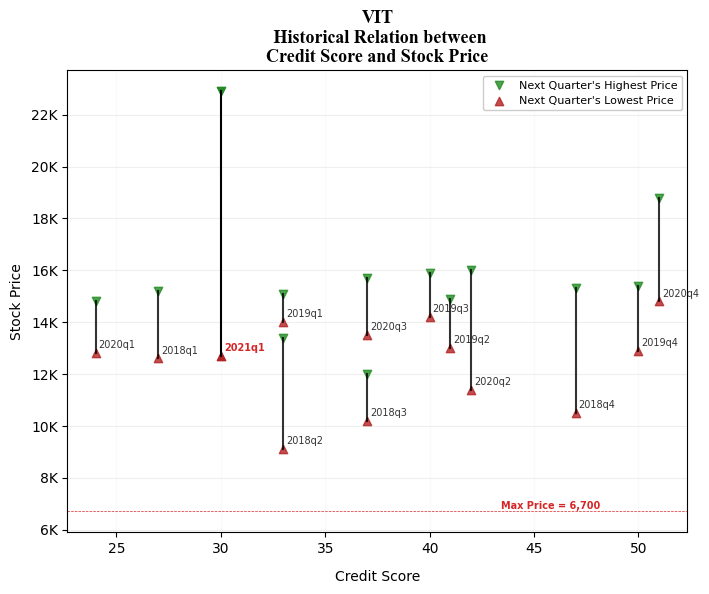 VIT
Historical Relation between
Credit Score and Stock Price
Next Quarter's Highest Price
Next Quarter's Lowest Price
Stock Price
22K
20K
18K
16K
14K
12K
10K
8K
6K
2020q1
2018q1
2021q1
2019q1
2018q2
2020q3
2018q3
2019q3
2019q2
2020q2
2018q4
2019q4
2020q4
Max Price = 6,700
25
30
35
40
45
50
Credit Score